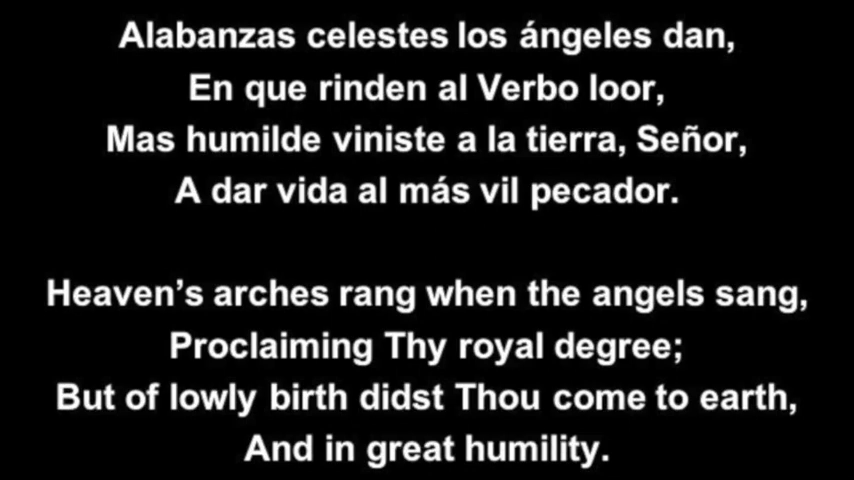 Alabanzas celestes los ángeles dan,
En que rinden al Verbo loor,
Mas humilde viniste a la tierra, Señor,
A dar vida al más vil pecador.
Heaven’s arches rang when the angels sang,
Proclaiming Thy royal degree;
But of lowly birth didst Thou come to earth,
And in great humility.